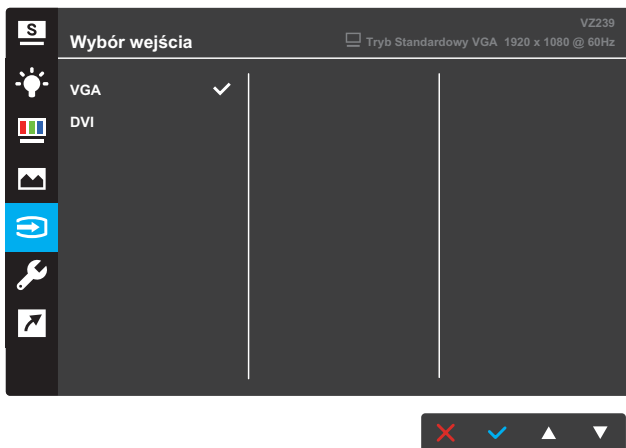 S
VZ239
Wybór wejścia
Tryb Standardowy VGA 1920 x 1080 @ 60Hz
VGA
DVI